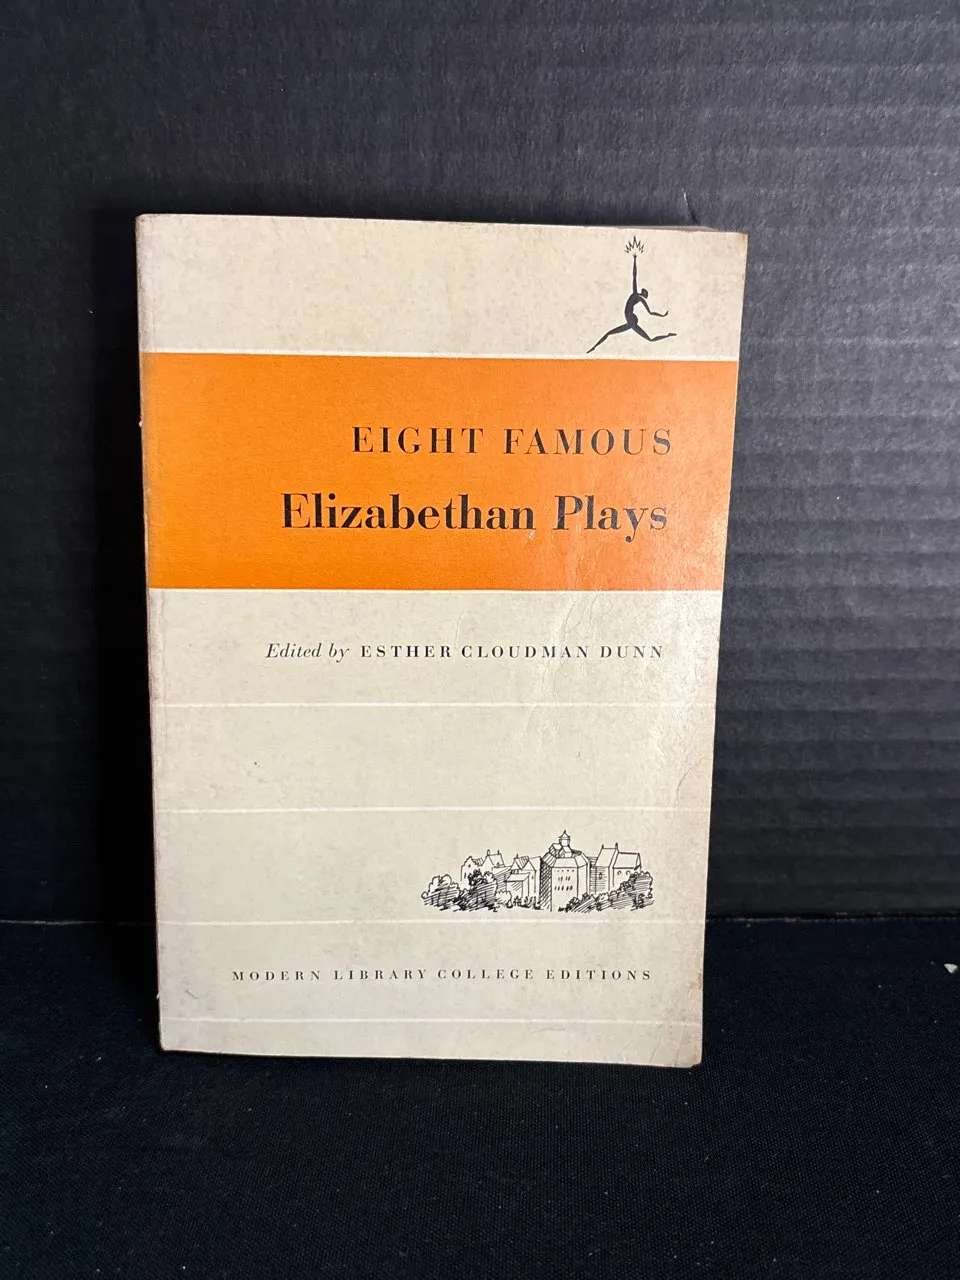 EIGHT FAMOUS
Elizabethan Plays
Edited by ESTHER CLOUDMAN DUNN
MODERN LIBRARY COLLEGE EDITIONS